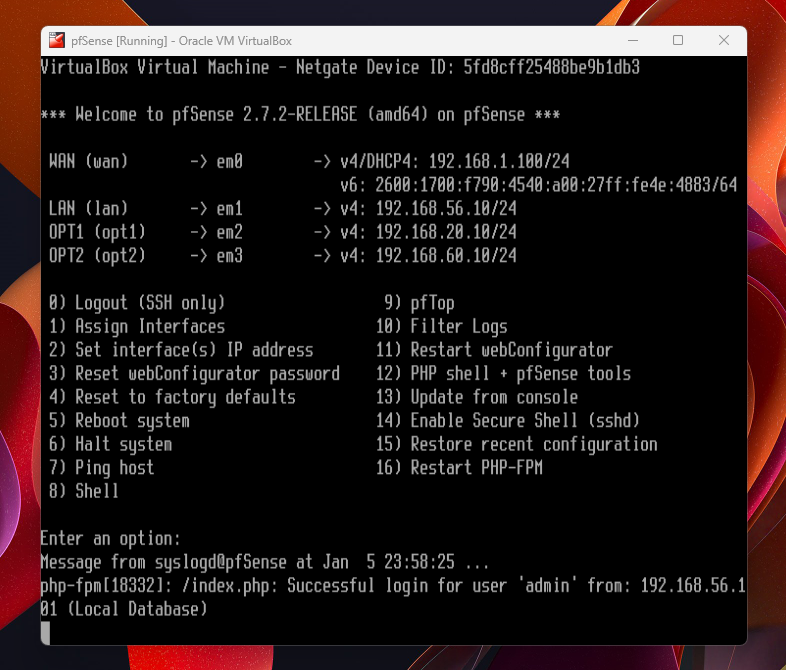 pfSense [Running] - Oracle VM VirtualBox
VirtualBox Virtual Machine - Netgate Device ID: 5fd8cff25488be9b1db3
*** Welcome to pfSense 2.7.2-RELEASE (amd64) on pfSense ***
WAN (wan) -> em0 -> v4/DHCP4: 192.168.1.100/24
v6: 2600:1700:f790:4540:a00:27ff:fe4e:4883/64
LAN (lan) -> em1 -> v4: 192.168.56.10/24
OPT1 (opt1) -> em2 -> v4: 192.168.20.10/24
OPT2 (opt2) -> em3 -> v4: 192.168.60.10/24
0) Logout (SSH only) 9) pfTop
1) Assign Interfaces 10) Filter Logs
2) Set interface(s) IP address 11) Restart webConfigurator
3) Reset webConfigurator password 12) PHP shell + pfSense tools
4) Reset to factory defaults 13) Update from console
5) Reboot system 14) Enable Secure Shell (sshd)
6) Halt system 15) Restore recent configuration
7) Ping host 16) Restart PHP-FPM
8) Shell
Enter an option:
Message from syslogd@pfSense at Jan  5 23:58:25 ...
php-fpm[18332]: /index.php: Successful login for user 'admin' from: 192.168.56.1
01 (Local Database)